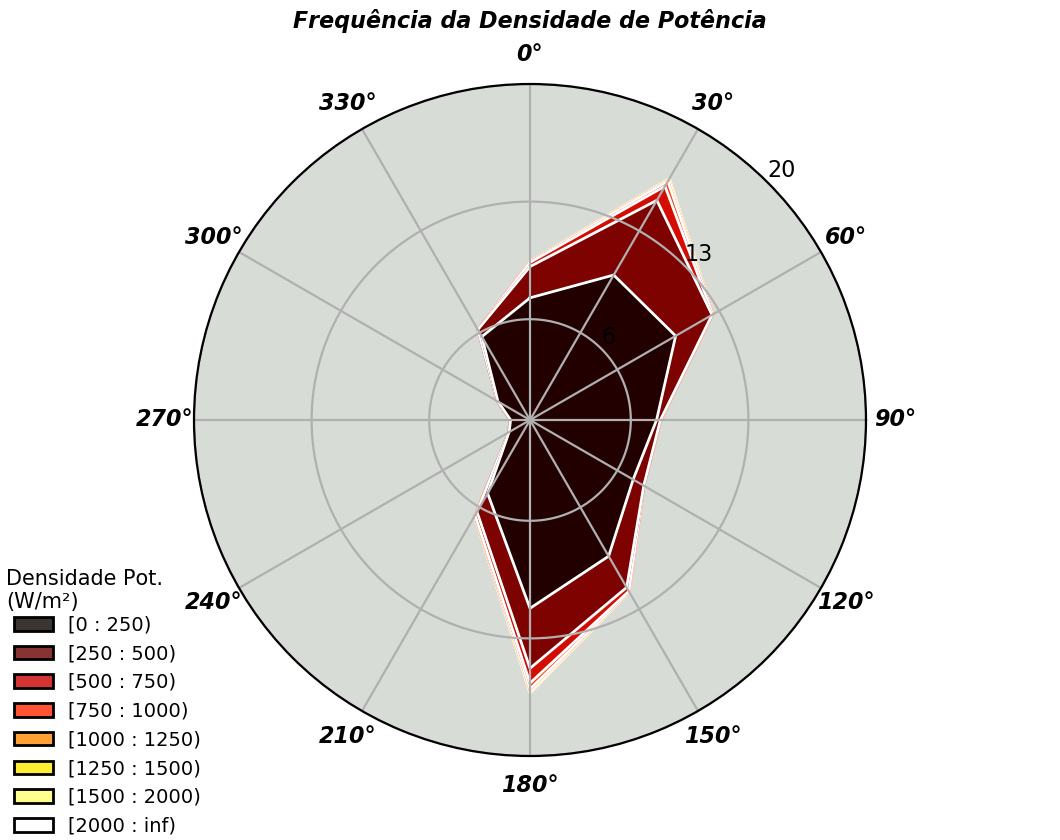 Frequência da Densidade de Potência
0°
30°
60°
90°
120°
150°
180°
210°
240°
270°
300°
330°
6
13
20
Densidade Pot.
(W/m²)
[0 : 250)
[250 : 500)
[500 : 750)
[750 : 1000)
[1000 : 1250)
[1250 : 1500)
[1500 : 2000)
[2000 : inf)